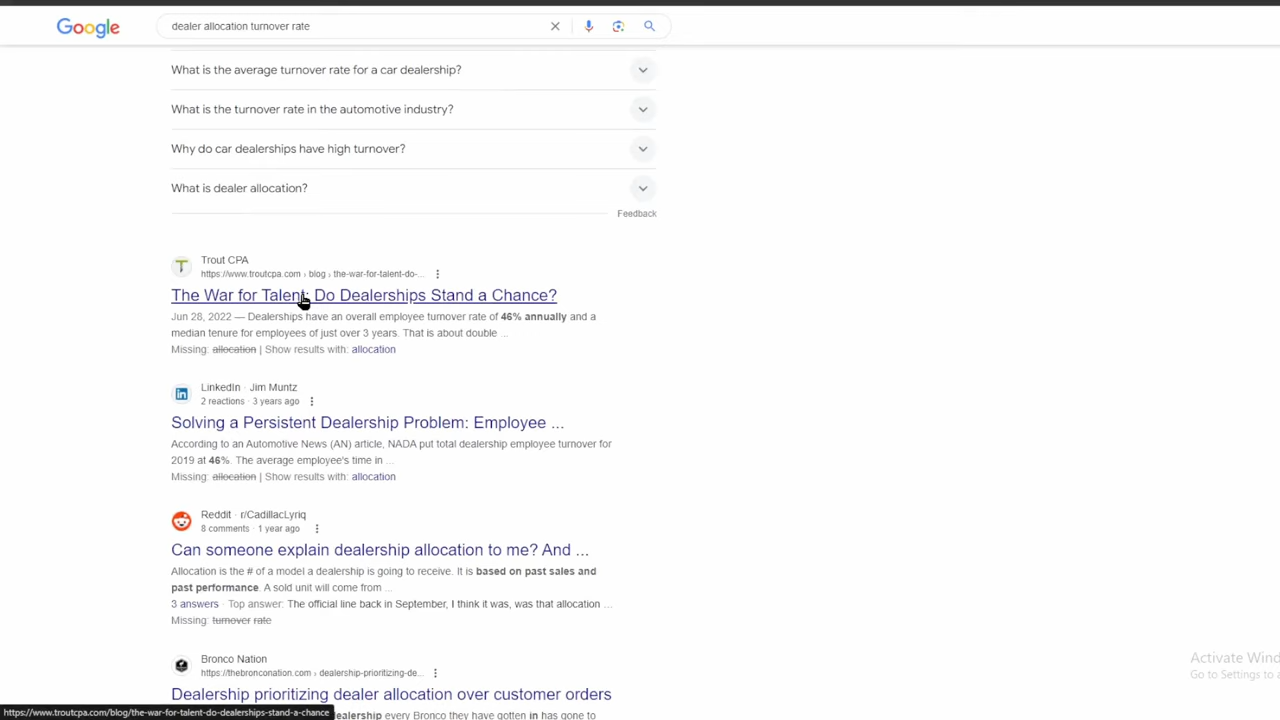 Google
dealer allocation turnover rate
What is the average turnover rate for a car dealership?
What is the turnover rate in the automotive industry?
Why do car dealerships have high turnover?
What is dealer allocation?
Feedback
Trout CPA
https://www.troutcpa.com › blog › the-war-for-talent-do-...
The War for Talent: Do Dealerships Stand a Chance?
Jun 28, 2022 — Dealerships have an overall employee turnover rate of 46% annually and a
median tenure for employees of just over 3 years. That is about double ...
Missing: allocation | Show results with: allocation
LinkedIn · Jim Muntz
2 reactions · 3 years ago
Solving a Persistent Dealership Problem: Employee ...
According to an Automotive News (AN) article, NADA put total dealership employee turnover for
2019 at 46%. The average employee's time in ...
Missing: allocation | Show results with: allocation
Reddit · r/CadillacLyriq
8 comments · 1 year ago
Can someone explain dealership allocation to me? And ...
Allocation is the # of a model a dealership is going to receive. It is based on past sales and
past performance. A sold unit will come from ...
3 answers · Top answer: The official line back in September, I think it was, was that allocation ...
Missing: turnover rate
Bronco Nation
https://thebronconation.com › dealership-prioritizing-de...
Dealership prioritizing dealer allocation over customer orders
ealership every Bronco they have gotten in has gone to
https://www.troutcpa.com/blog/the-war-for-talent-do-dealerships-stand-a-chance
Activate Wind
Go to Settings to a